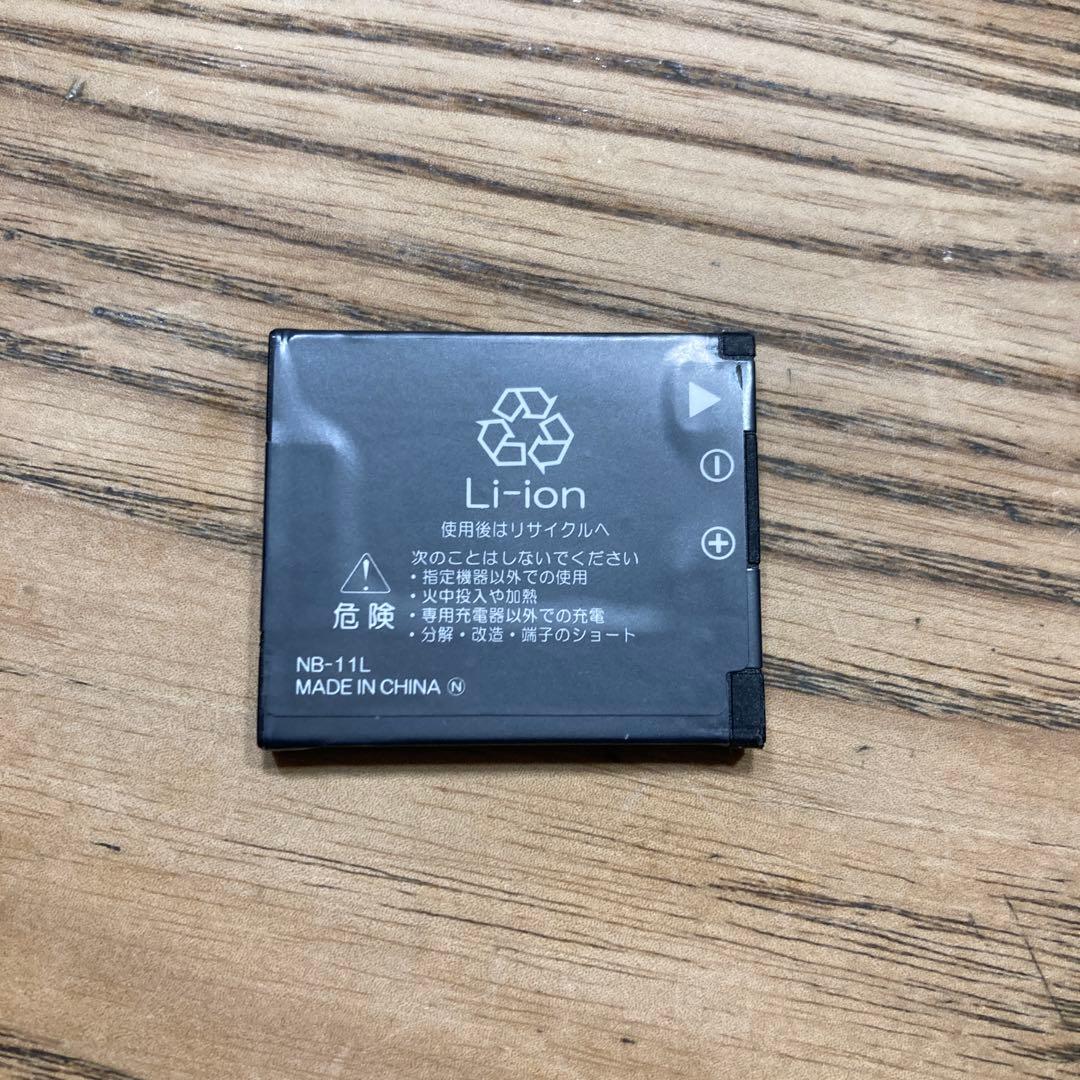 Li-ion
使用後はリサイクルへ
次のことはしないでください
・指定機器以外での使用
・火中投入や加熱
・専用充電器以外での充電
・分解・改造・端子のショート
危険
NB-11L
MADE IN CHINA Ⓝ